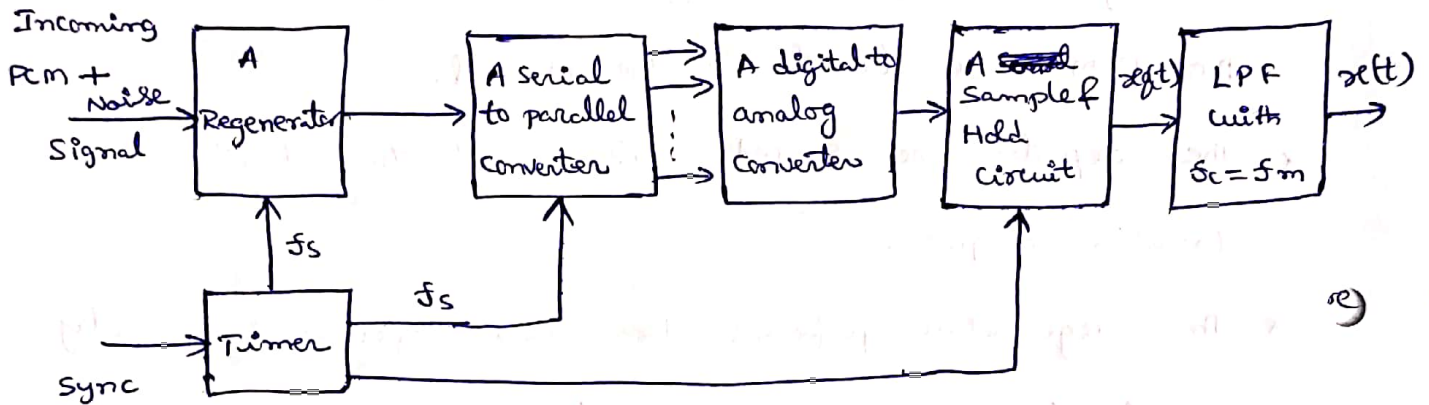 Incoming
PCM +
Noise
Signal
A
Regenerator
A serial
to parallel
Converter
A digital to
analog
Converter
A
Sample &
Hold
Circuit
xq(t)
LPF
with
fc = fm
x(t)
fs
fs
Timer
Sync